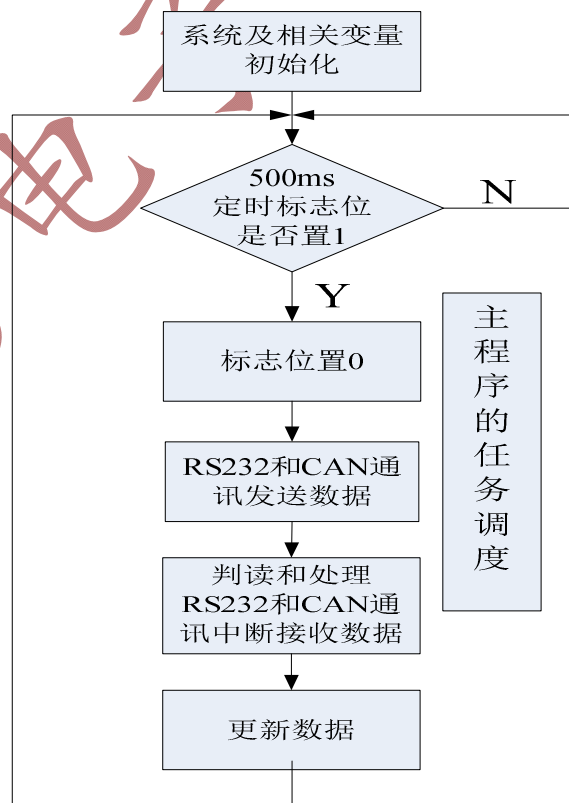 系统及相关变量
初始化
500ms
定时标志位
是否置1
N
Y
标志位置0
RS232和CAN通
讯发送数据
判读和处理
RS232和CAN通
讯中断接收数据
更新数据
主程序的任务调度
电